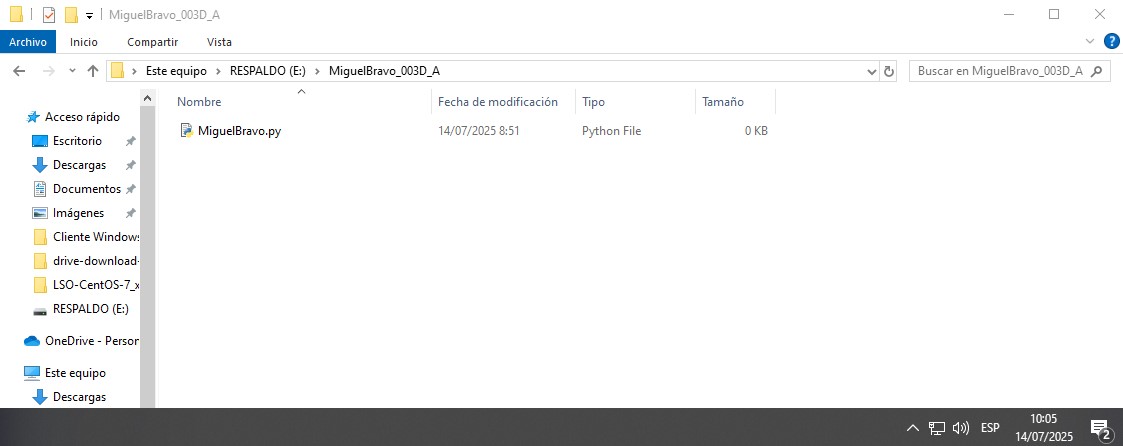 MiguelBravo_003D_A
Archivo Inicio Compartir Vista
Este equipo RESPALDO (E:) MiguelBravo_003D_A
Buscar en MiguelBravo_003D_A
Nombre Fecha de modificación Tipo Tamaño
MiguelBravo.py 14/07/2025 8:51 Python File 0 KB
Acceso rápido
Escritorio
Descargas
Documentos
Imágenes
Cliente Windows
drive-download-
LSO-CentOS-7_x
RESPALDO (E:)
OneDrive - Person
Este equipo
Descargas
ESP
10:05
14/07/2025
2